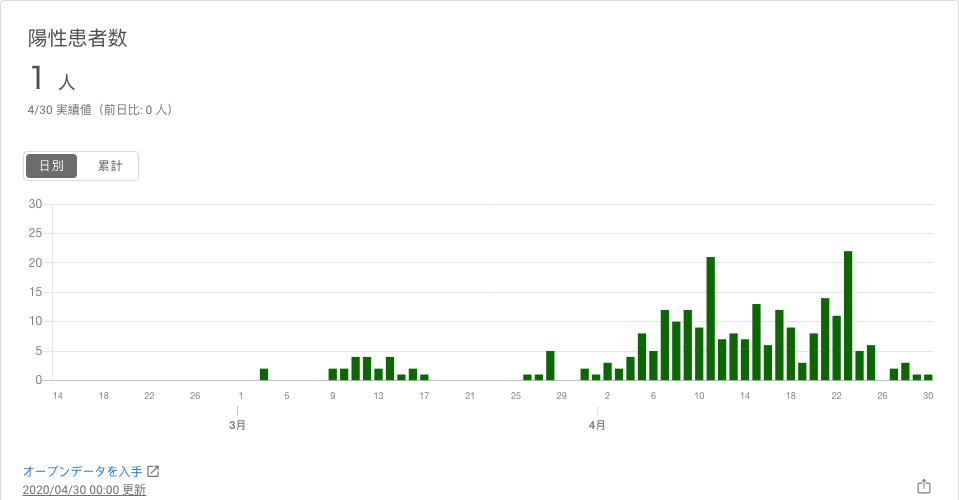 陽性患者数
1 人
4/30 実績値（前日比: 0 人）
日別 累計
30
25
20
15
10
5
0
14 18 22 26 1 5 9 13 17 21 25 29 2 6 10 14 18 22 26 30
3月 4月
オープンデータを入手
2020/04/30 00:00 更新